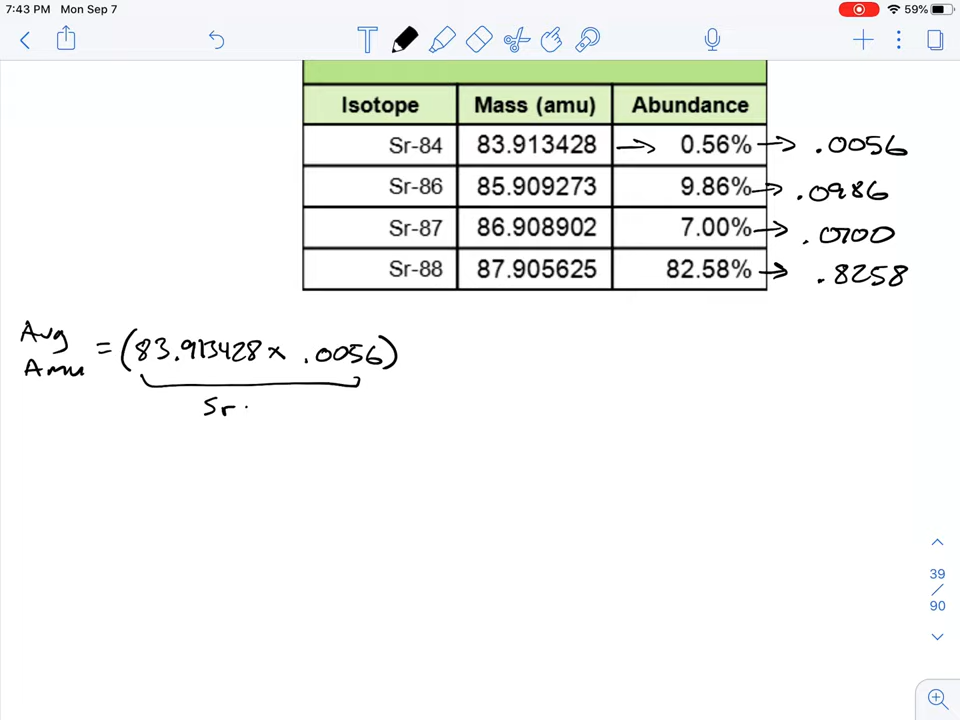 7:43 PM Mon Sep 7 59%
T
Isotope Mass (amu) Abundance
Sr-84 83.913428 → 0.56% → .0056
Sr-86 85.909273 9.86% → .0986
Sr-87 86.908902 7.00% → .0700
Sr-88 87.905625 82.58% → .8258
Avg
Amu = (83.913428 x .0056)
Sr-
39
/
90